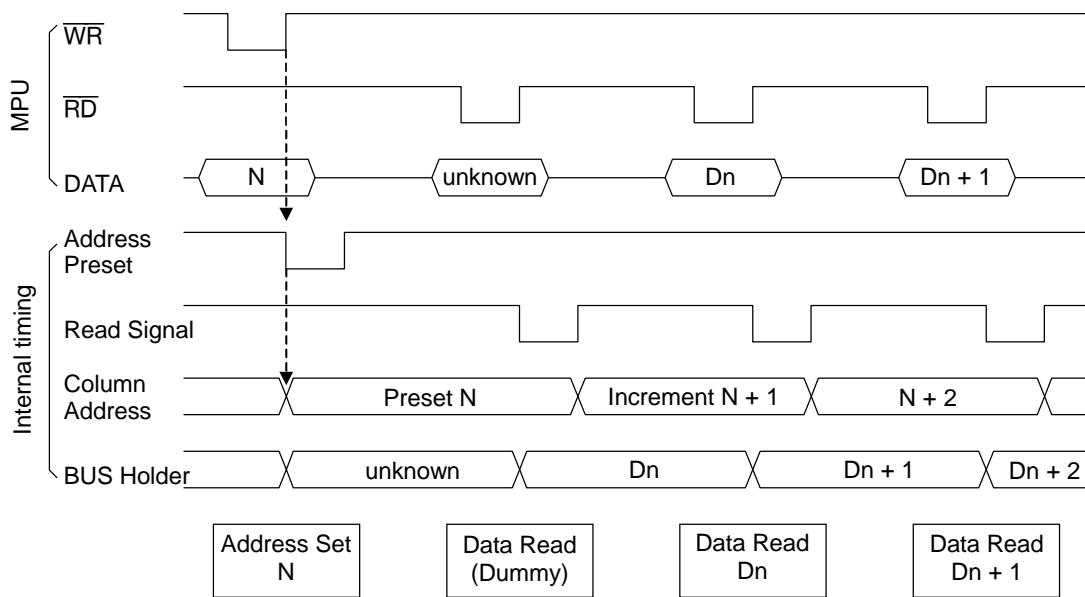 MPU
W̅R̅
R̅D̅
DATA
N
unknown
Dn
Dn + 1
Internal timing
Address
Preset
Read Signal
Column
Address
Preset N
Increment N + 1
N + 2
BUS Holder
unknown
Dn
Dn + 1
Dn + 2
Address Set
N
Data Read
(Dummy)
Data Read
Dn
Data Read
Dn + 1